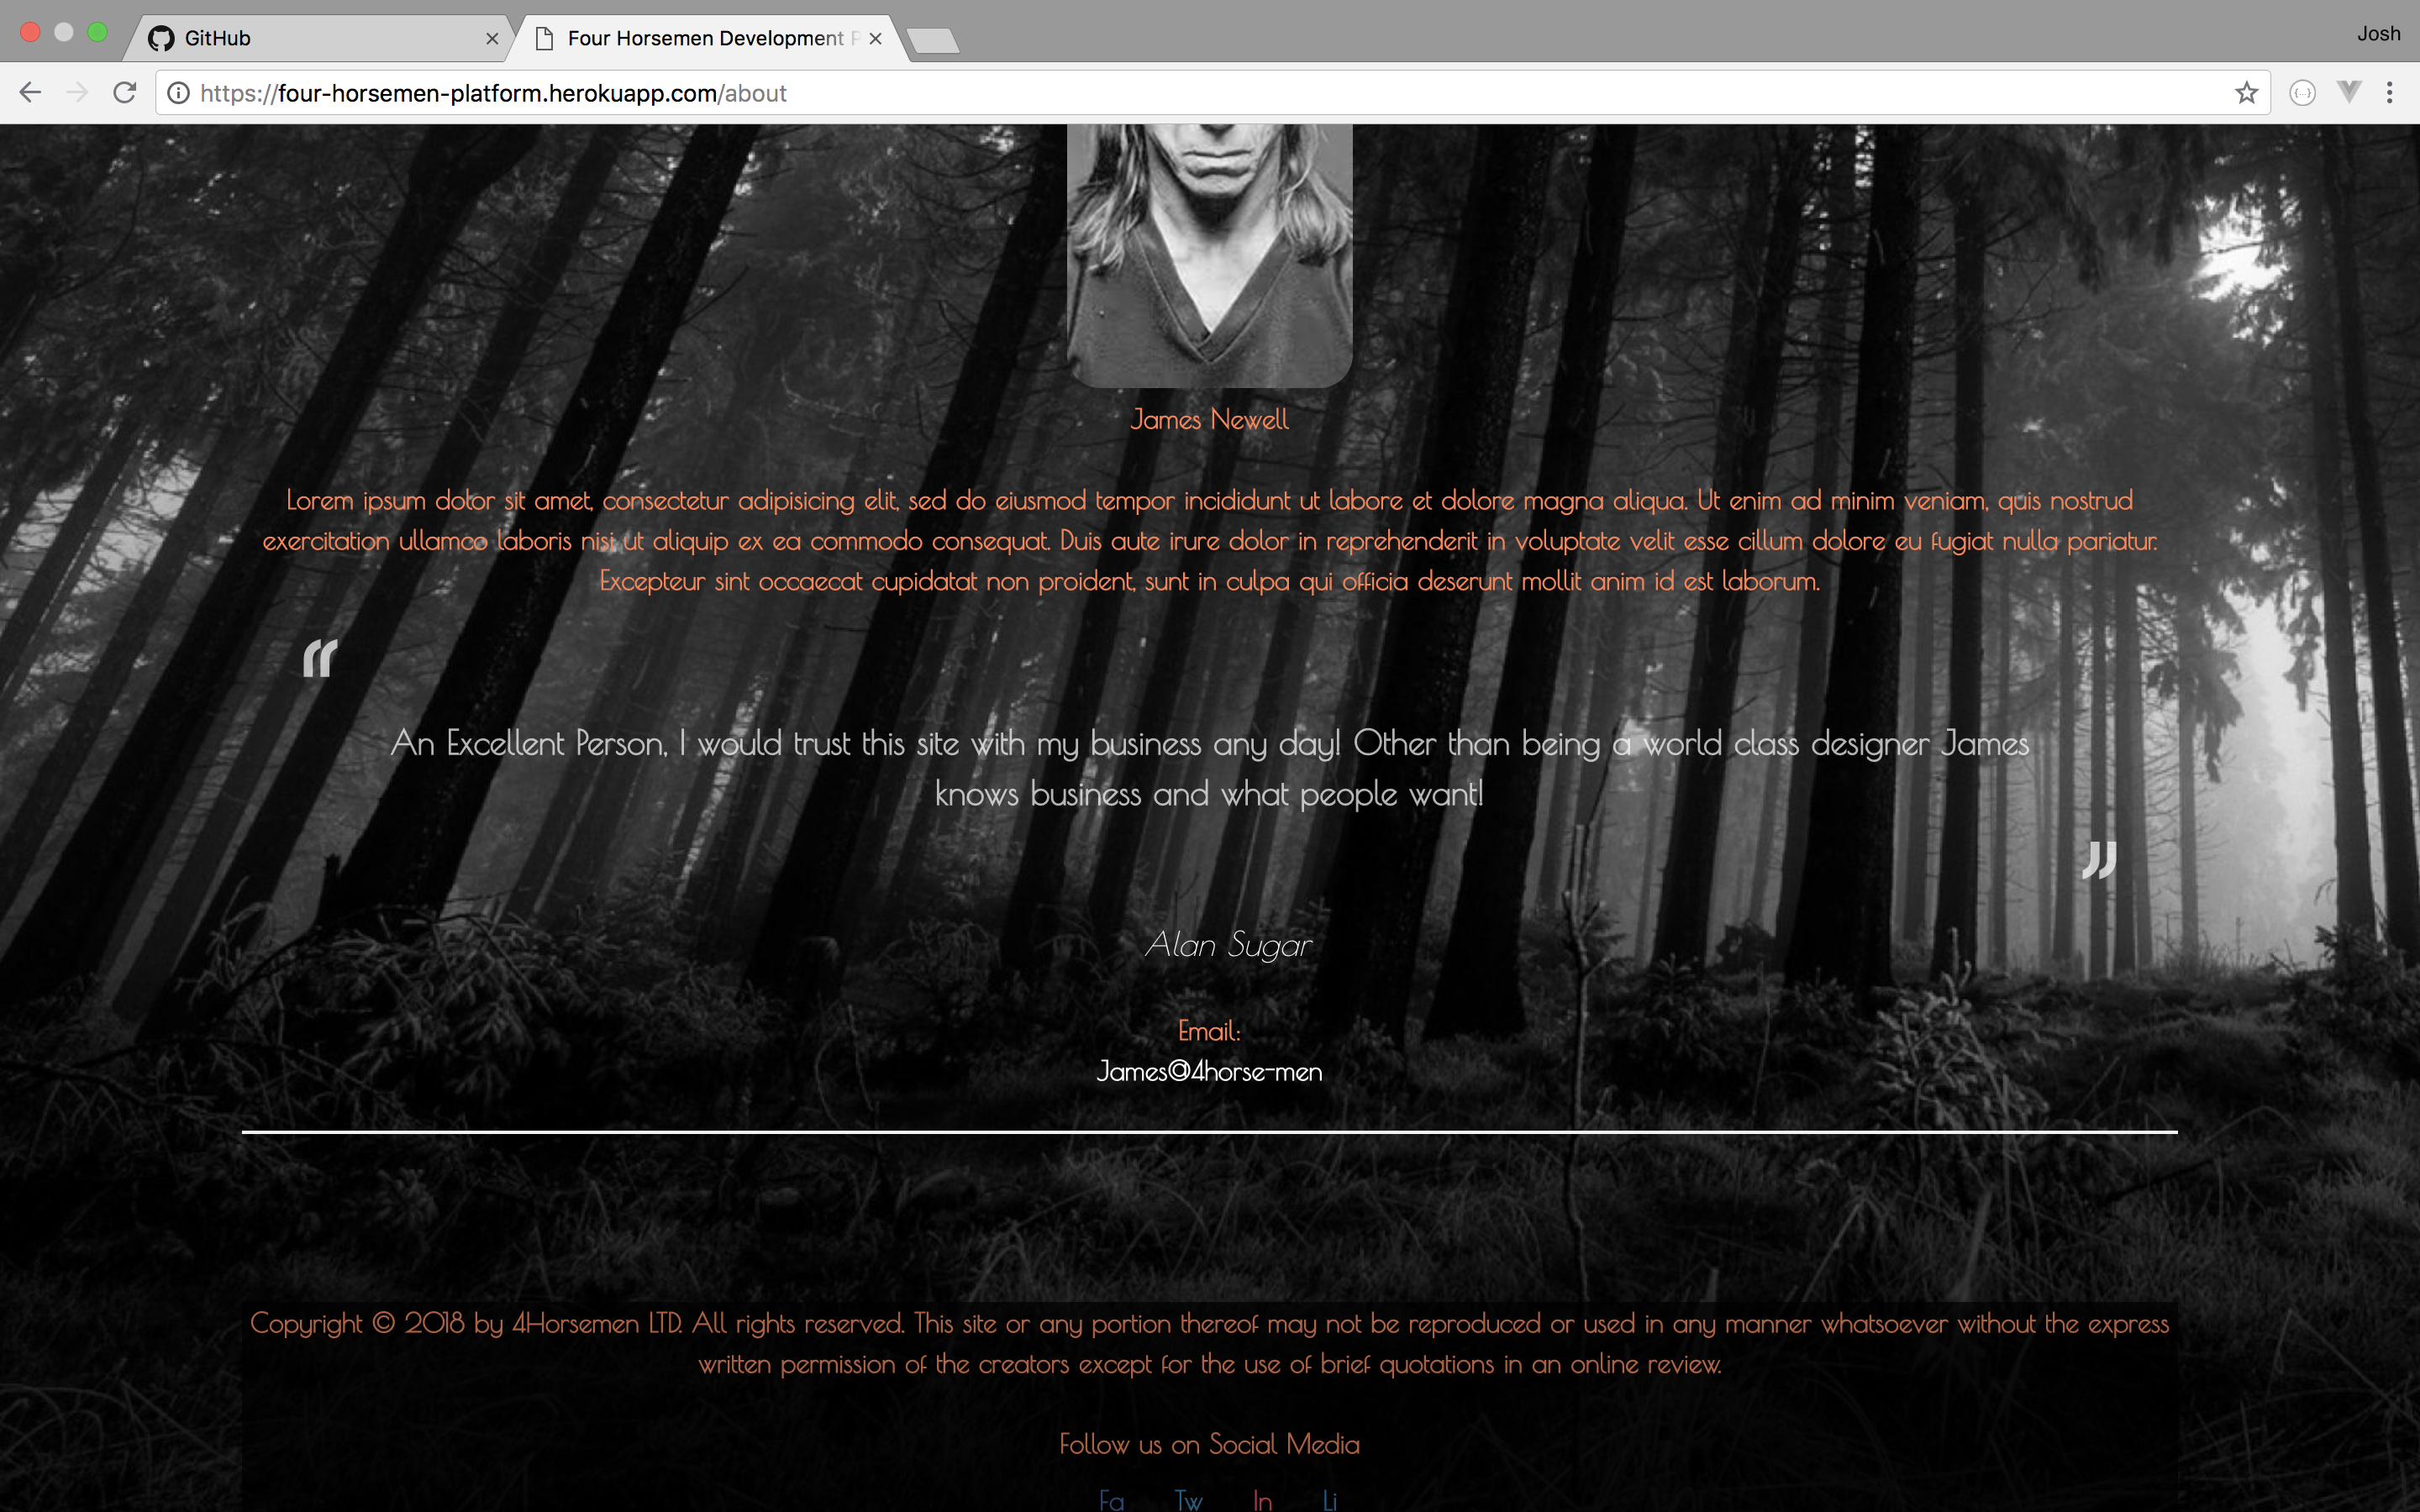 GitHub
Four Horsemen Development
Josh
https://four-horsemen-platform.herokuapp.com/about
James Newell
Lorem ipsum dolor sit amet, consectetur adipisicing elit, sed do eiusmod tempor incididunt ut labore et dolore magna aliqua. Ut enim ad minim veniam, quis nostrud
exercitation ullamco laboris nisi ut aliquip ex ea commodo consequat. Duis aute irure dolor in reprehenderit in voluptate velit esse cillum dolore eu fugiat nulla pariatur.
Excepteur sint occaecat cupidatat non proident, sunt in culpa qui officia deserunt mollit anim id est laborum.
“
An Excellent Person, I would trust this site with my business any day! Other than being a world class designer James
knows business and what people want!
”
Alan Sugar
Email:
James@4horse-men
Copyright © 2018 by 4Horsemen LTD. All rights reserved. This site or any portion thereof may not be reproduced or used in any manner whatsoever without the express
written permission of the creators except for the use of brief quotations in an online review.
Follow us on Social Media
Fa Tw In Li